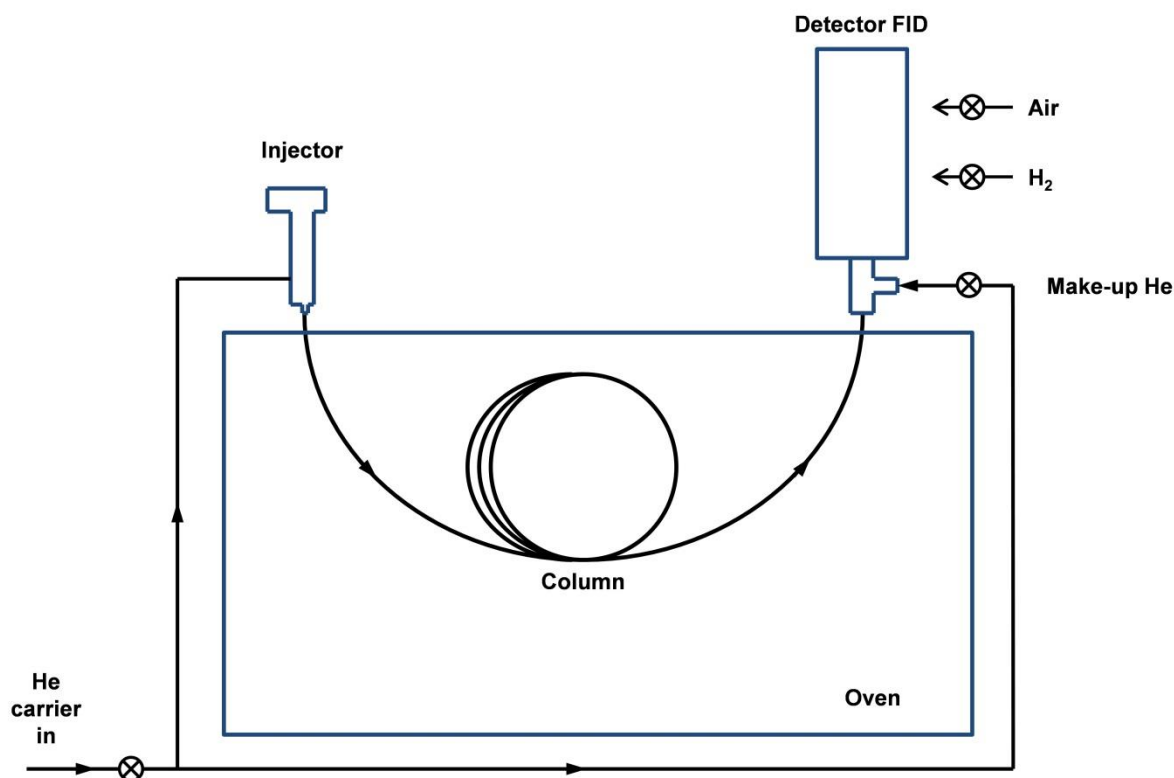 Detector FID
Air
Injector
H₂
Make-up He
Column
He
carrier
in
Oven